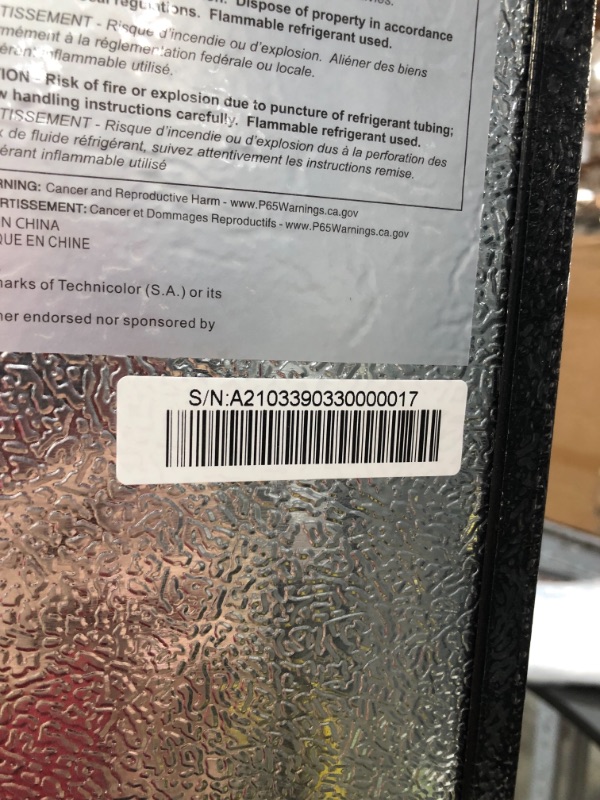 Dispose of property in accordance
Flammable refrigerant used.
TISSEMENT - Risque d'incendie ou d'explosion. Aliéner des biens
mément à la réglementation fedérale ou locale.
inflammable utilisé.
ION - Risk of fire or explosion due to puncture of refrigerant tubing;
w handling instructions carefully. Flammable refrigerant used.
TISSEMENT - Risque d'incendie ou d'explosion dus à la perforation des
x de fluide réfrigérant, suivez attentivement les instructions remise.
érant inflammable utilisé
RNING: Cancer and Reproductive Harm - www.P65Warnings.ca.gov
RTISSEMENT: Cancer et Dommages Reproductifs - www.P65Warnings.ca.gov
N CHINA
QUE EN CHINE
marks of Technicolor (S.A.) or its
her endorsed nor sponsored by
S/N:A2103390330000017